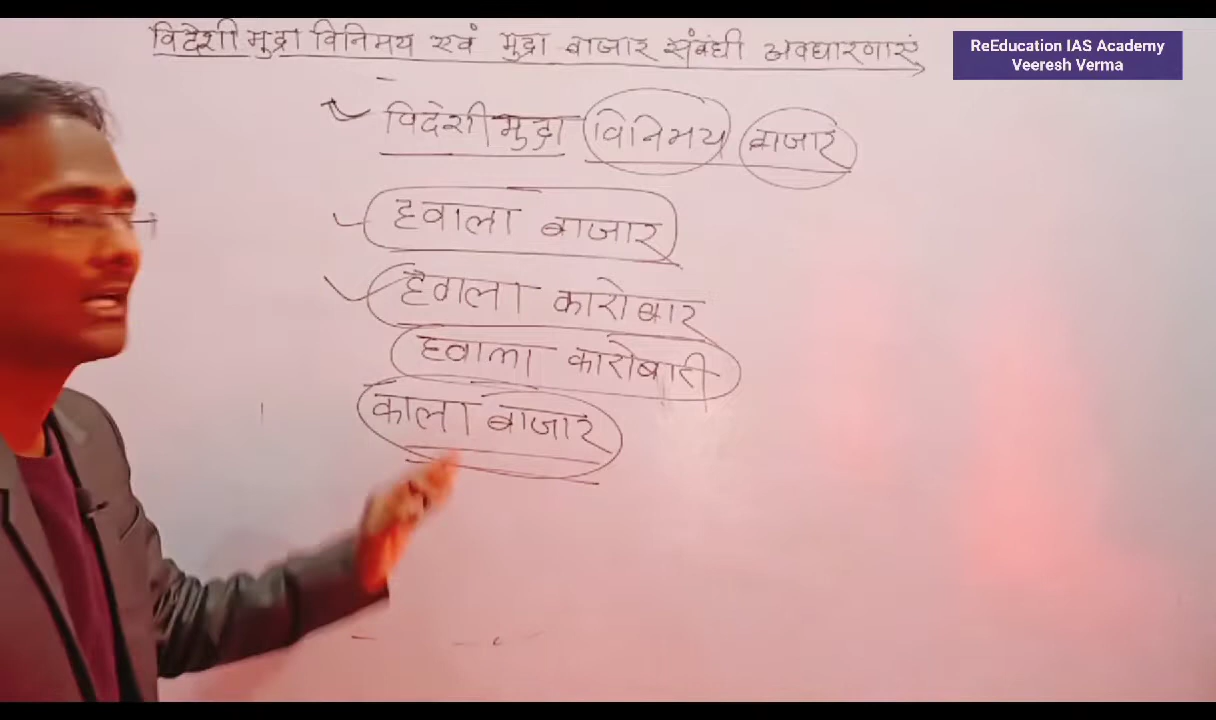 विदेशी मुद्रा विनिमय एवं मुद्रा बाजार संबंधी अवधारणाएं
ReEducation IAS Academy
Veeresh Verma
विदेशी मुद्रा विनिमय बाजार
हवाला बाजार
हवाला कारोबार
हवाला कारोबारी
काला बाजार